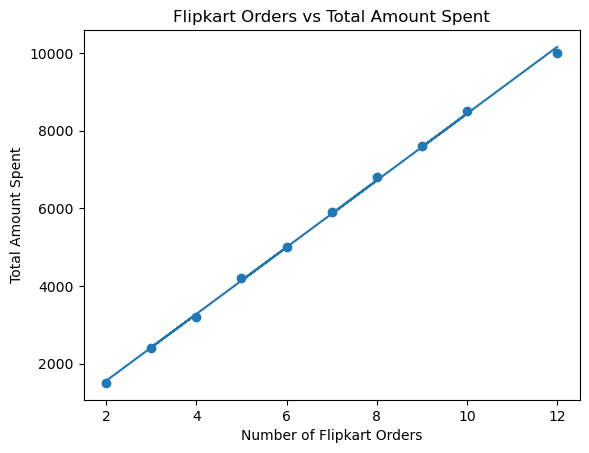 Flipkart Orders vs Total Amount Spent
Total Amount Spent
10000
8000
6000
4000
2000
2 4 6 8 10 12
Number of Flipkart Orders